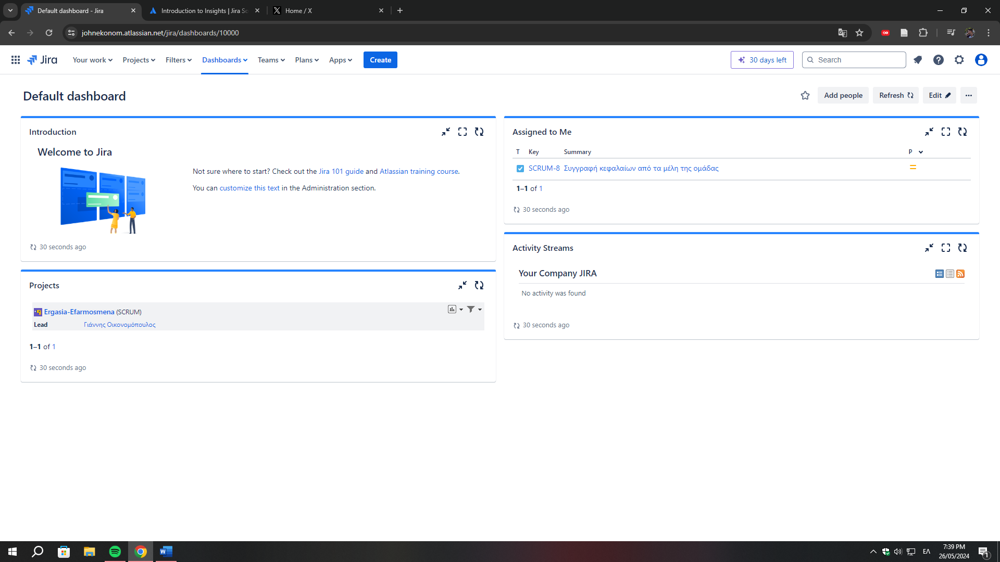 Default dashboard - Jira
Introduction to Insights | Jira So
Home / X
johnekonom.atlassian.net/jira/dashboards/10000
Jira
Your work
Projects
Filters
Dashboards
Teams
Plans
Apps
Create
30 days left
Search
Default dashboard
Add people
Refresh
Edit
Introduction
Welcome to Jira
Not sure where to start? Check out the Jira 101 guide and Atlassian training course.
You can customize this text in the Administration section.
30 seconds ago
Projects
Ergasia-Efarmosmena (SCRUM)
Lead Γιάννης Οικονομόπουλος
1–1 of 1
30 seconds ago
Assigned to Me
T Key Summary P
SCRUM-8 Συγγραφή κεφαλαίων από τα μέλη της ομάδας
1–1 of 1
30 seconds ago
Activity Streams
Your Company JIRA
No activity was found
30 seconds ago
ΕΛ
7:39 PM
26/05/2024
1